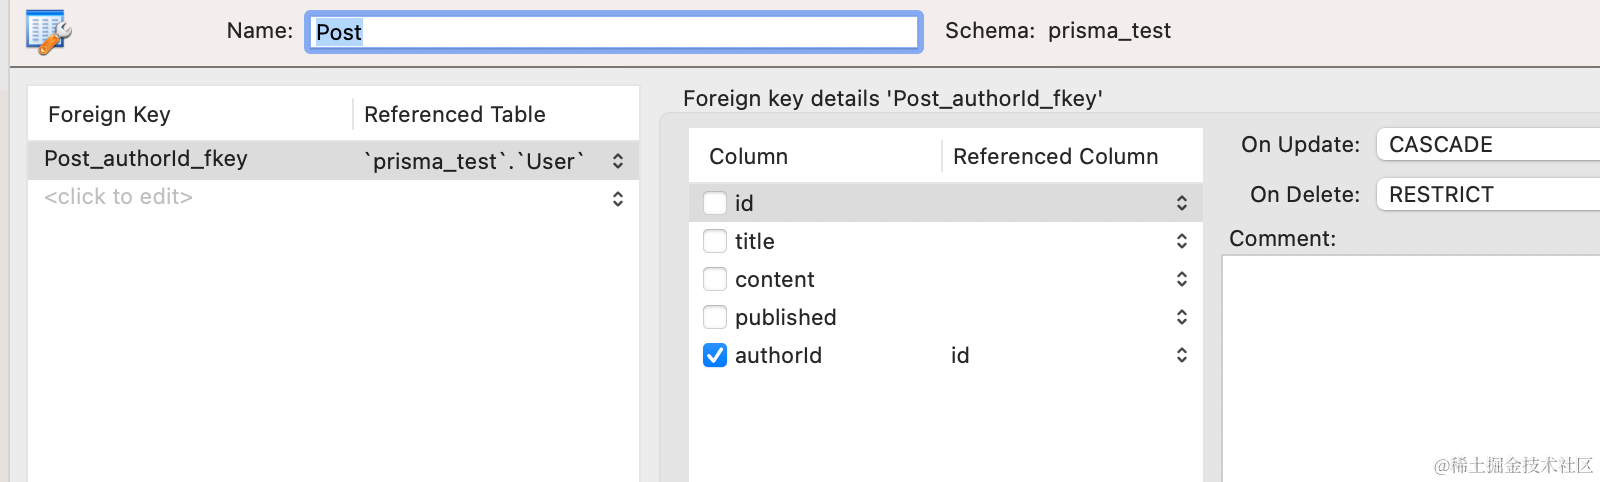 Name: Post Schema: prisma_test
Foreign Key Referenced Table
Post_authorId_fkey `prisma_test`.`User`
<click to edit>
Foreign key details 'Post_authorId_fkey'
Column Referenced Column
id
title
content
published
authorId id
On Update: CASCADE
On Delete: RESTRICT
Comment:
@稀土掘金技术社区